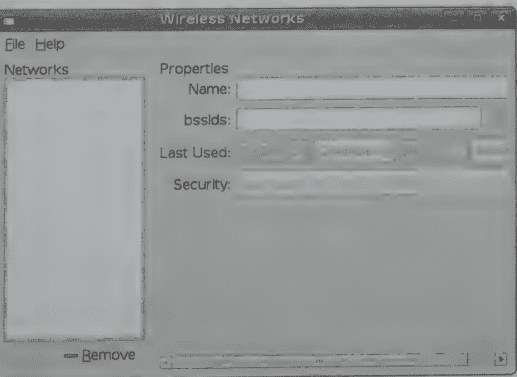 Wireless Networks
File Help
Networks
Properties
Name:
bssids:
Last Used:
Security:
Remove